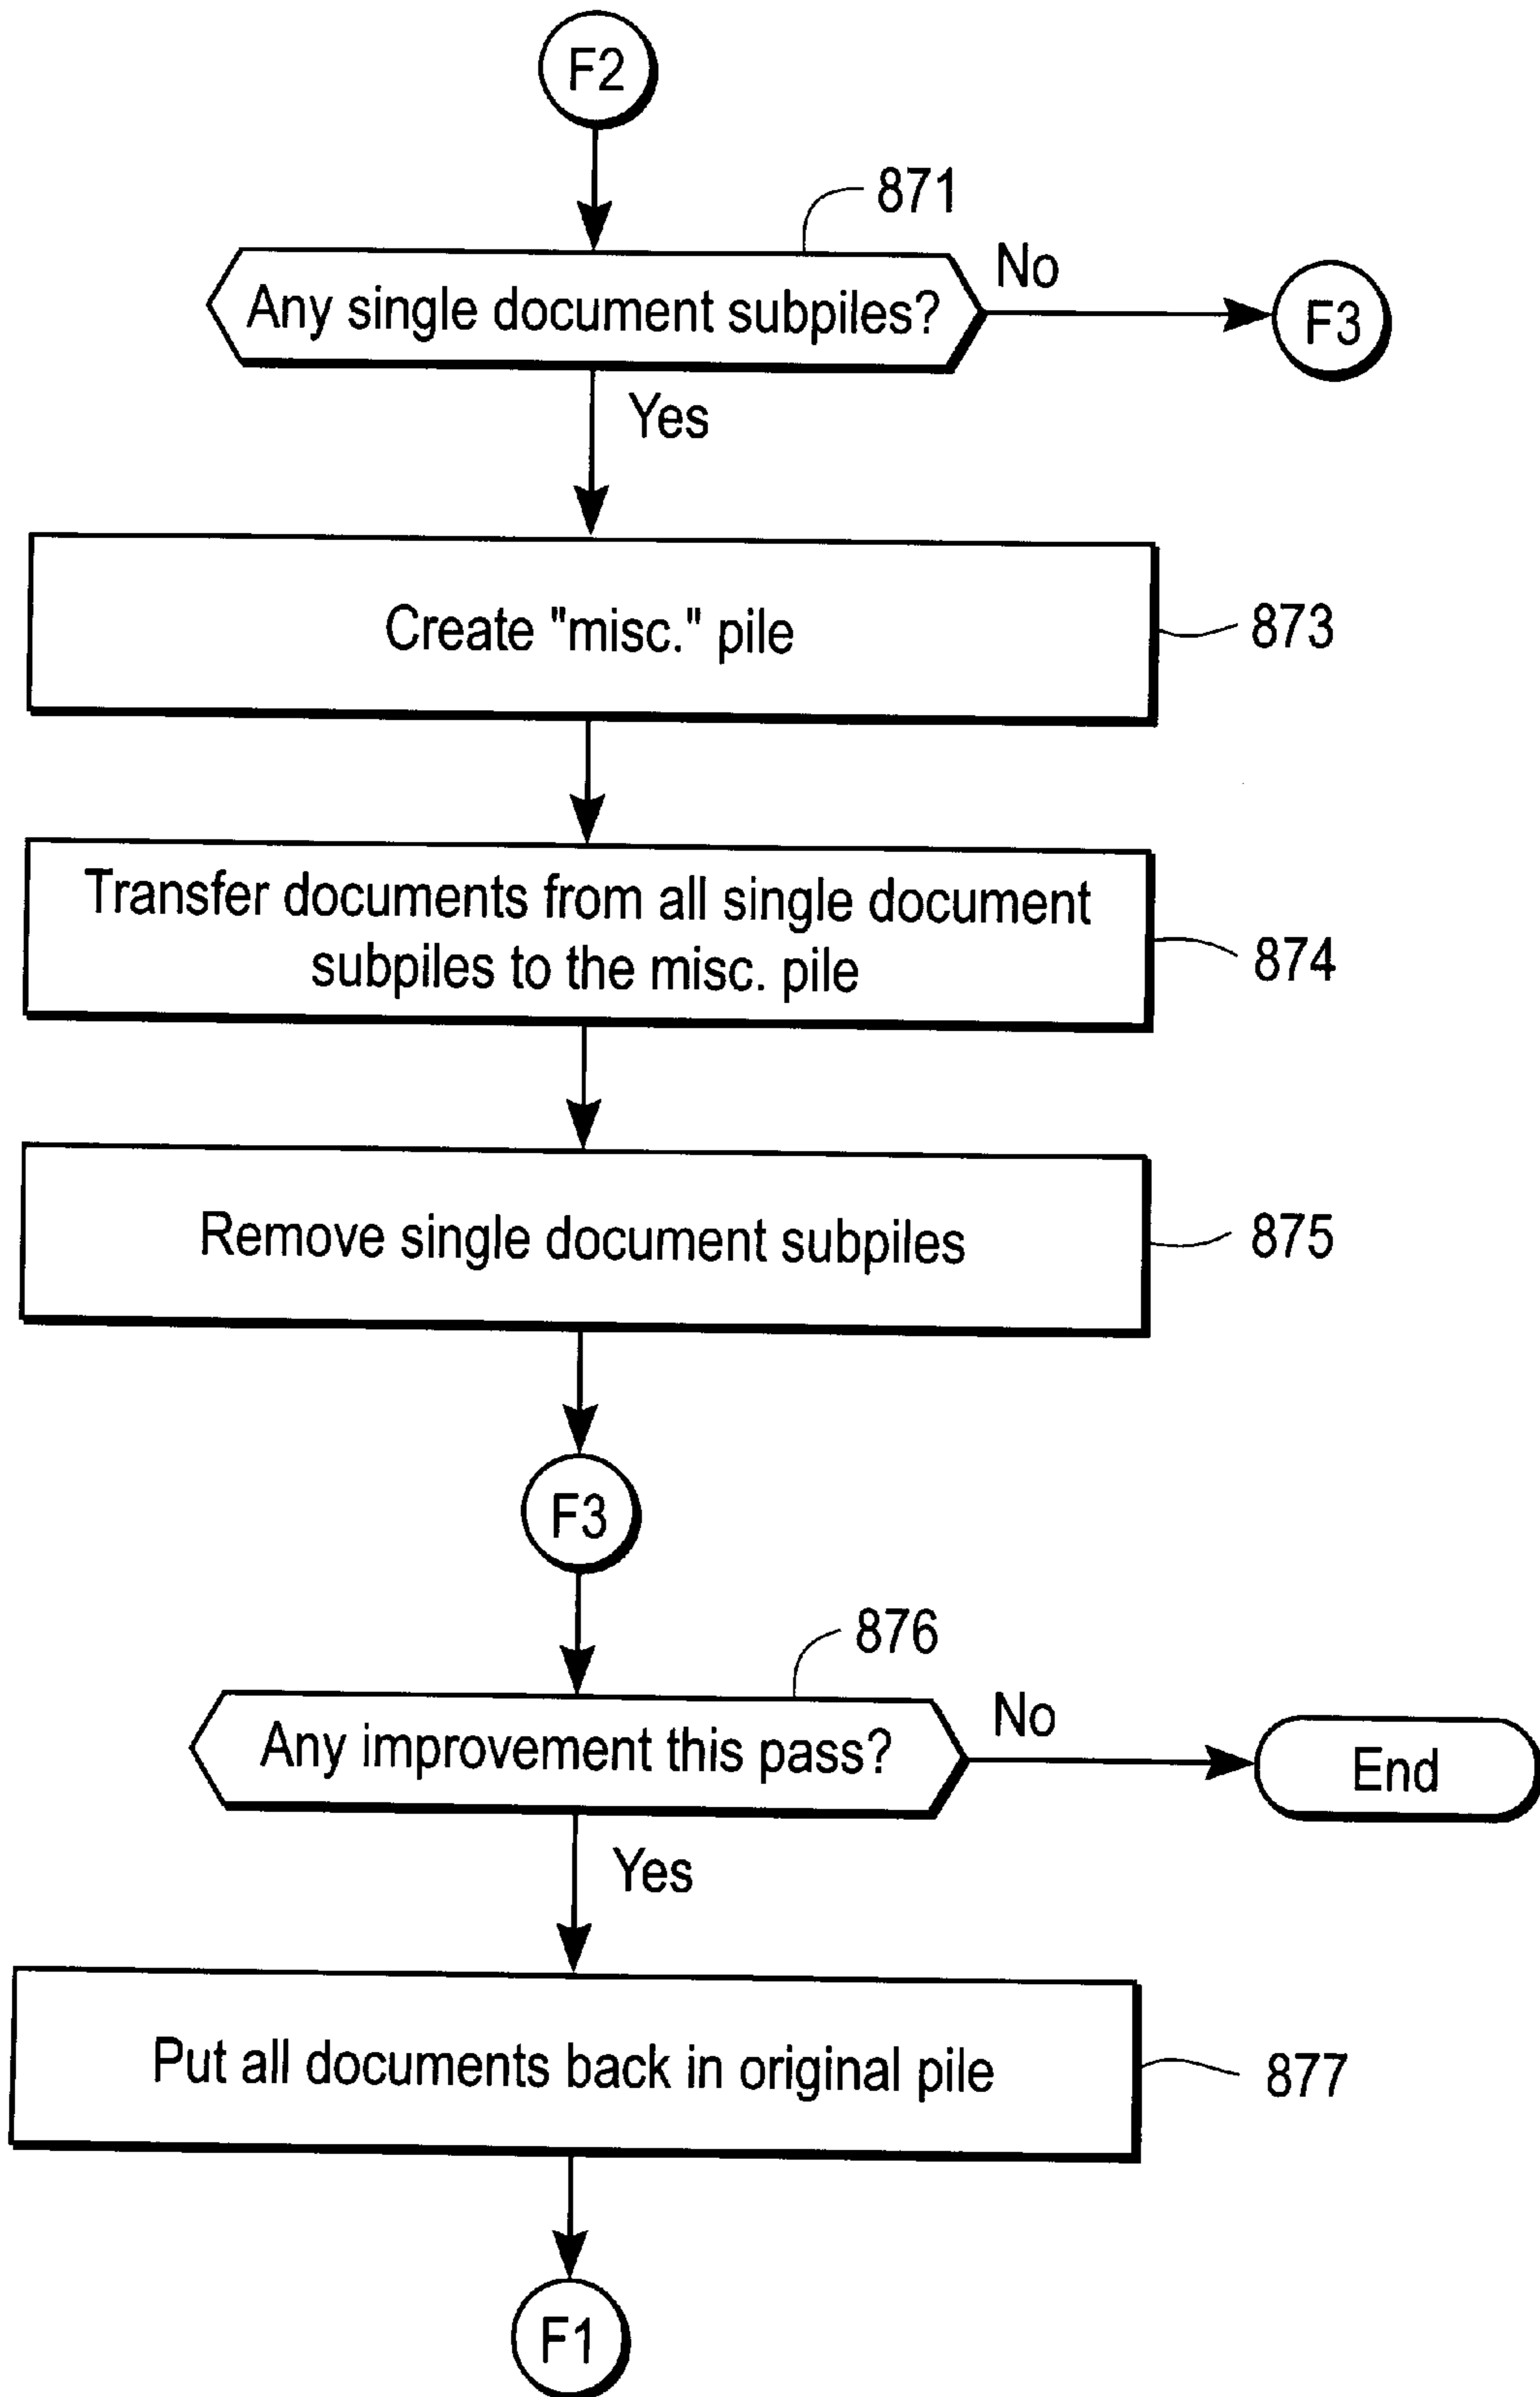 F2
871
Any single document subpiles?
No
F3
Yes
Create "misc." pile
873
Transfer documents from all single document
subpiles to the misc. pile
874
Remove single document subpiles
875
F3
876
Any improvement this pass?
No
End
Yes
Put all documents back in original pile
877
F1